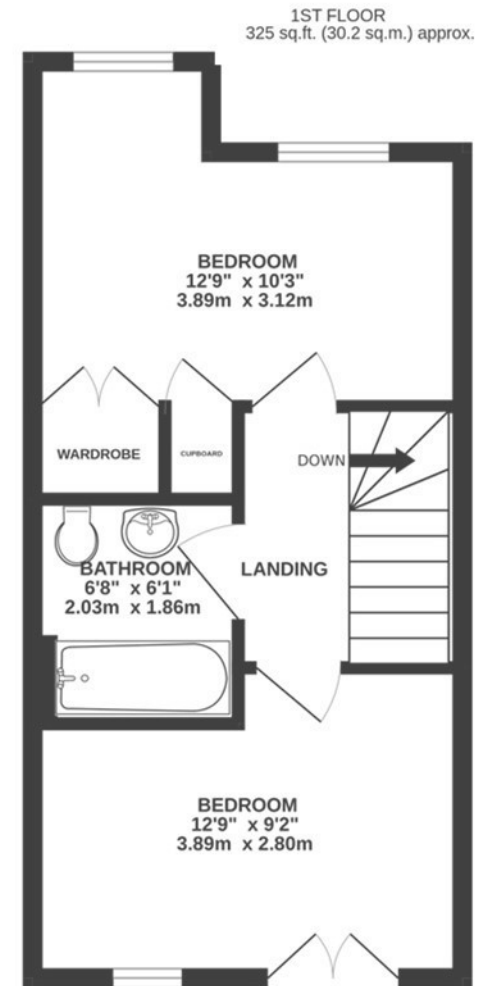 1ST FLOOR
325 sq.ft. (30.2 sq.m.) approx.
BEDROOM
12'9" x 10'3"
3.89m x 3.12m
WARDROBE
CUPBOARD
DOWN
BATHROOM
6'8" x 6'1"
2.03m x 1.86m
LANDING
BEDROOM
12'9" x 9'2"
3.89m x 2.80m